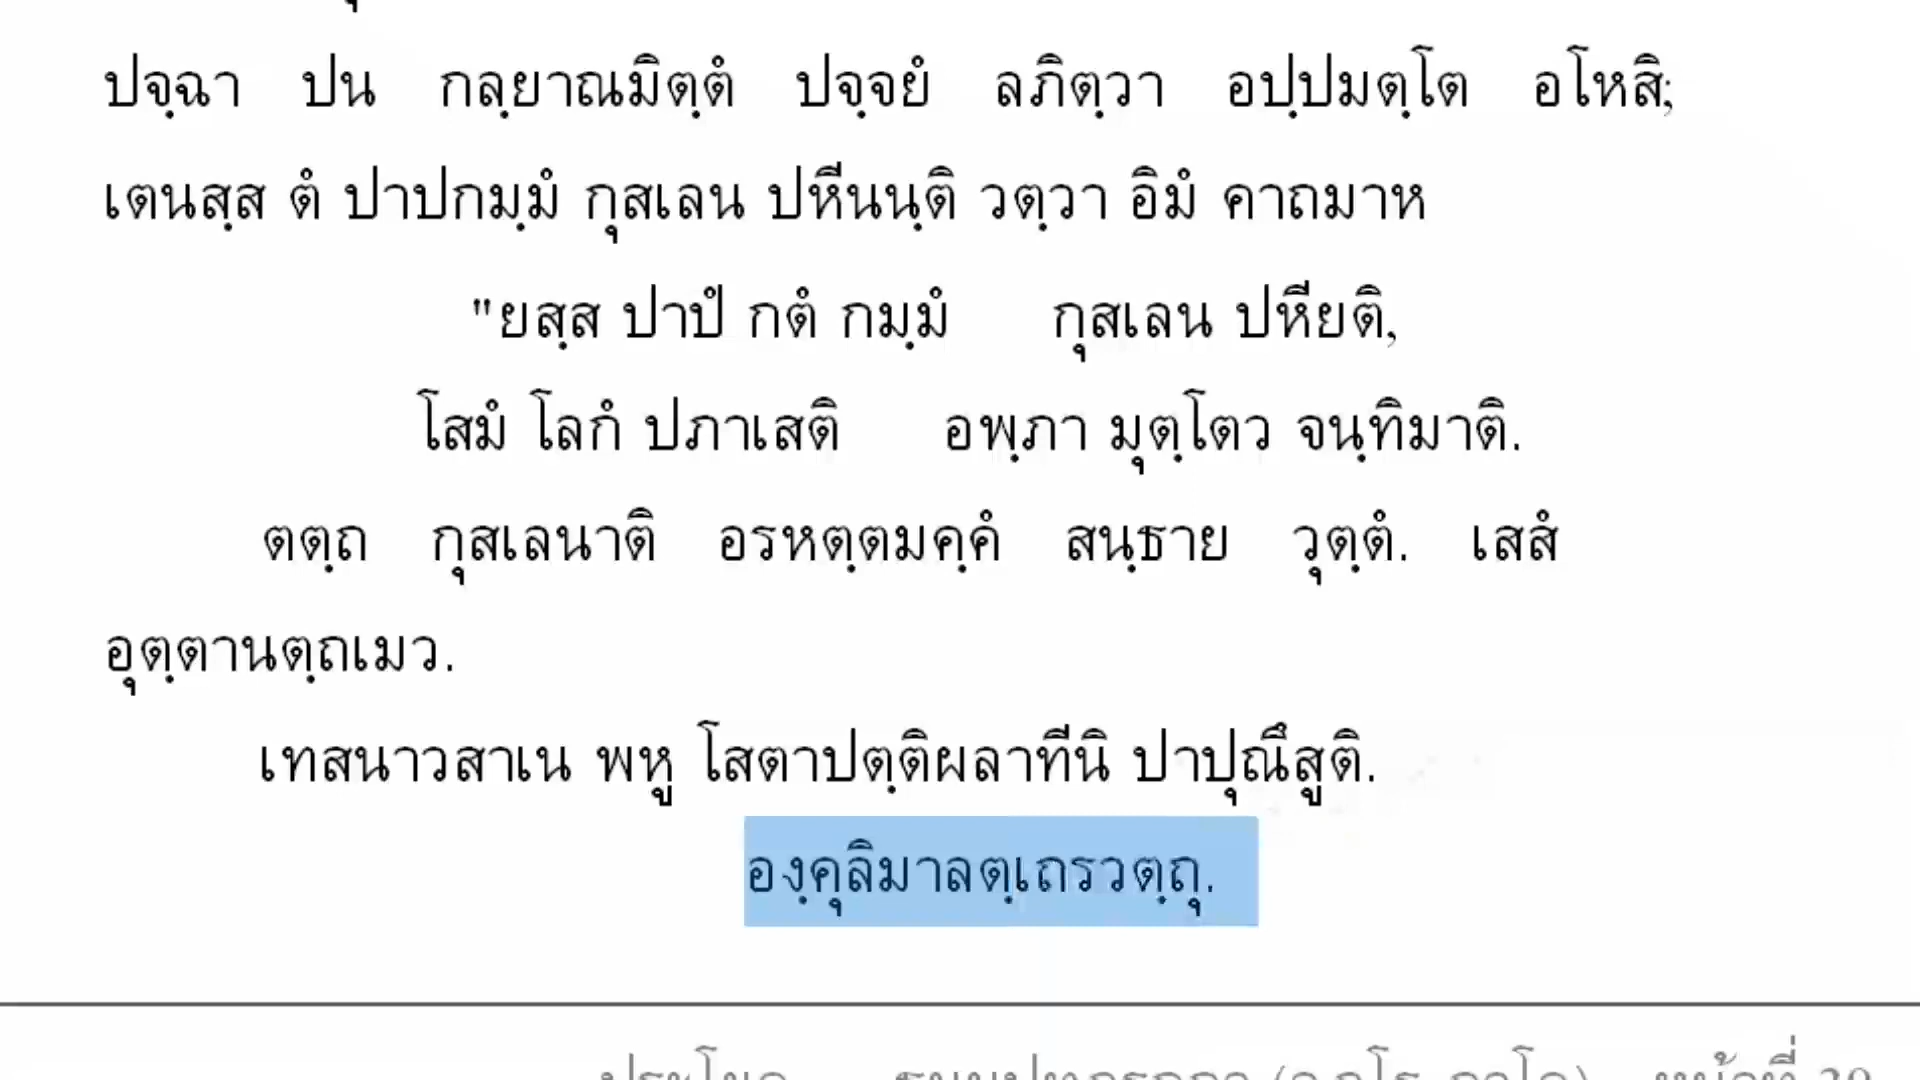 ปจฺฉา ปน กลฺยาณมิตฺตํ ปจฺจยํ ลภิตฺวา อปฺปมตฺโต อโหสิ;
เตนสฺส ตํ ปาปกมฺมํ กุสเลน ปหีนนฺติ วตฺวา อิมํ คาถมาห
"ยสฺส ปาปํ กตํ กมฺมํ กุสเลน ปหียติ,
โสมํ โลกํ ปภาเสติ อพฺภา มุตฺโตว จนฺทิมาติ.
ตตฺถ กุสเลนาติ อรหตฺตมคฺคํ สนฺธาย วุตฺตํ. เสสํ
อุตฺตานตฺถเมว.
เทสนาวสาเน พหู โสตาปตฺติผลาทีนิ ปาปุณึสูติ.
องฺคุลิมาลตฺเถรวตฺถุ.